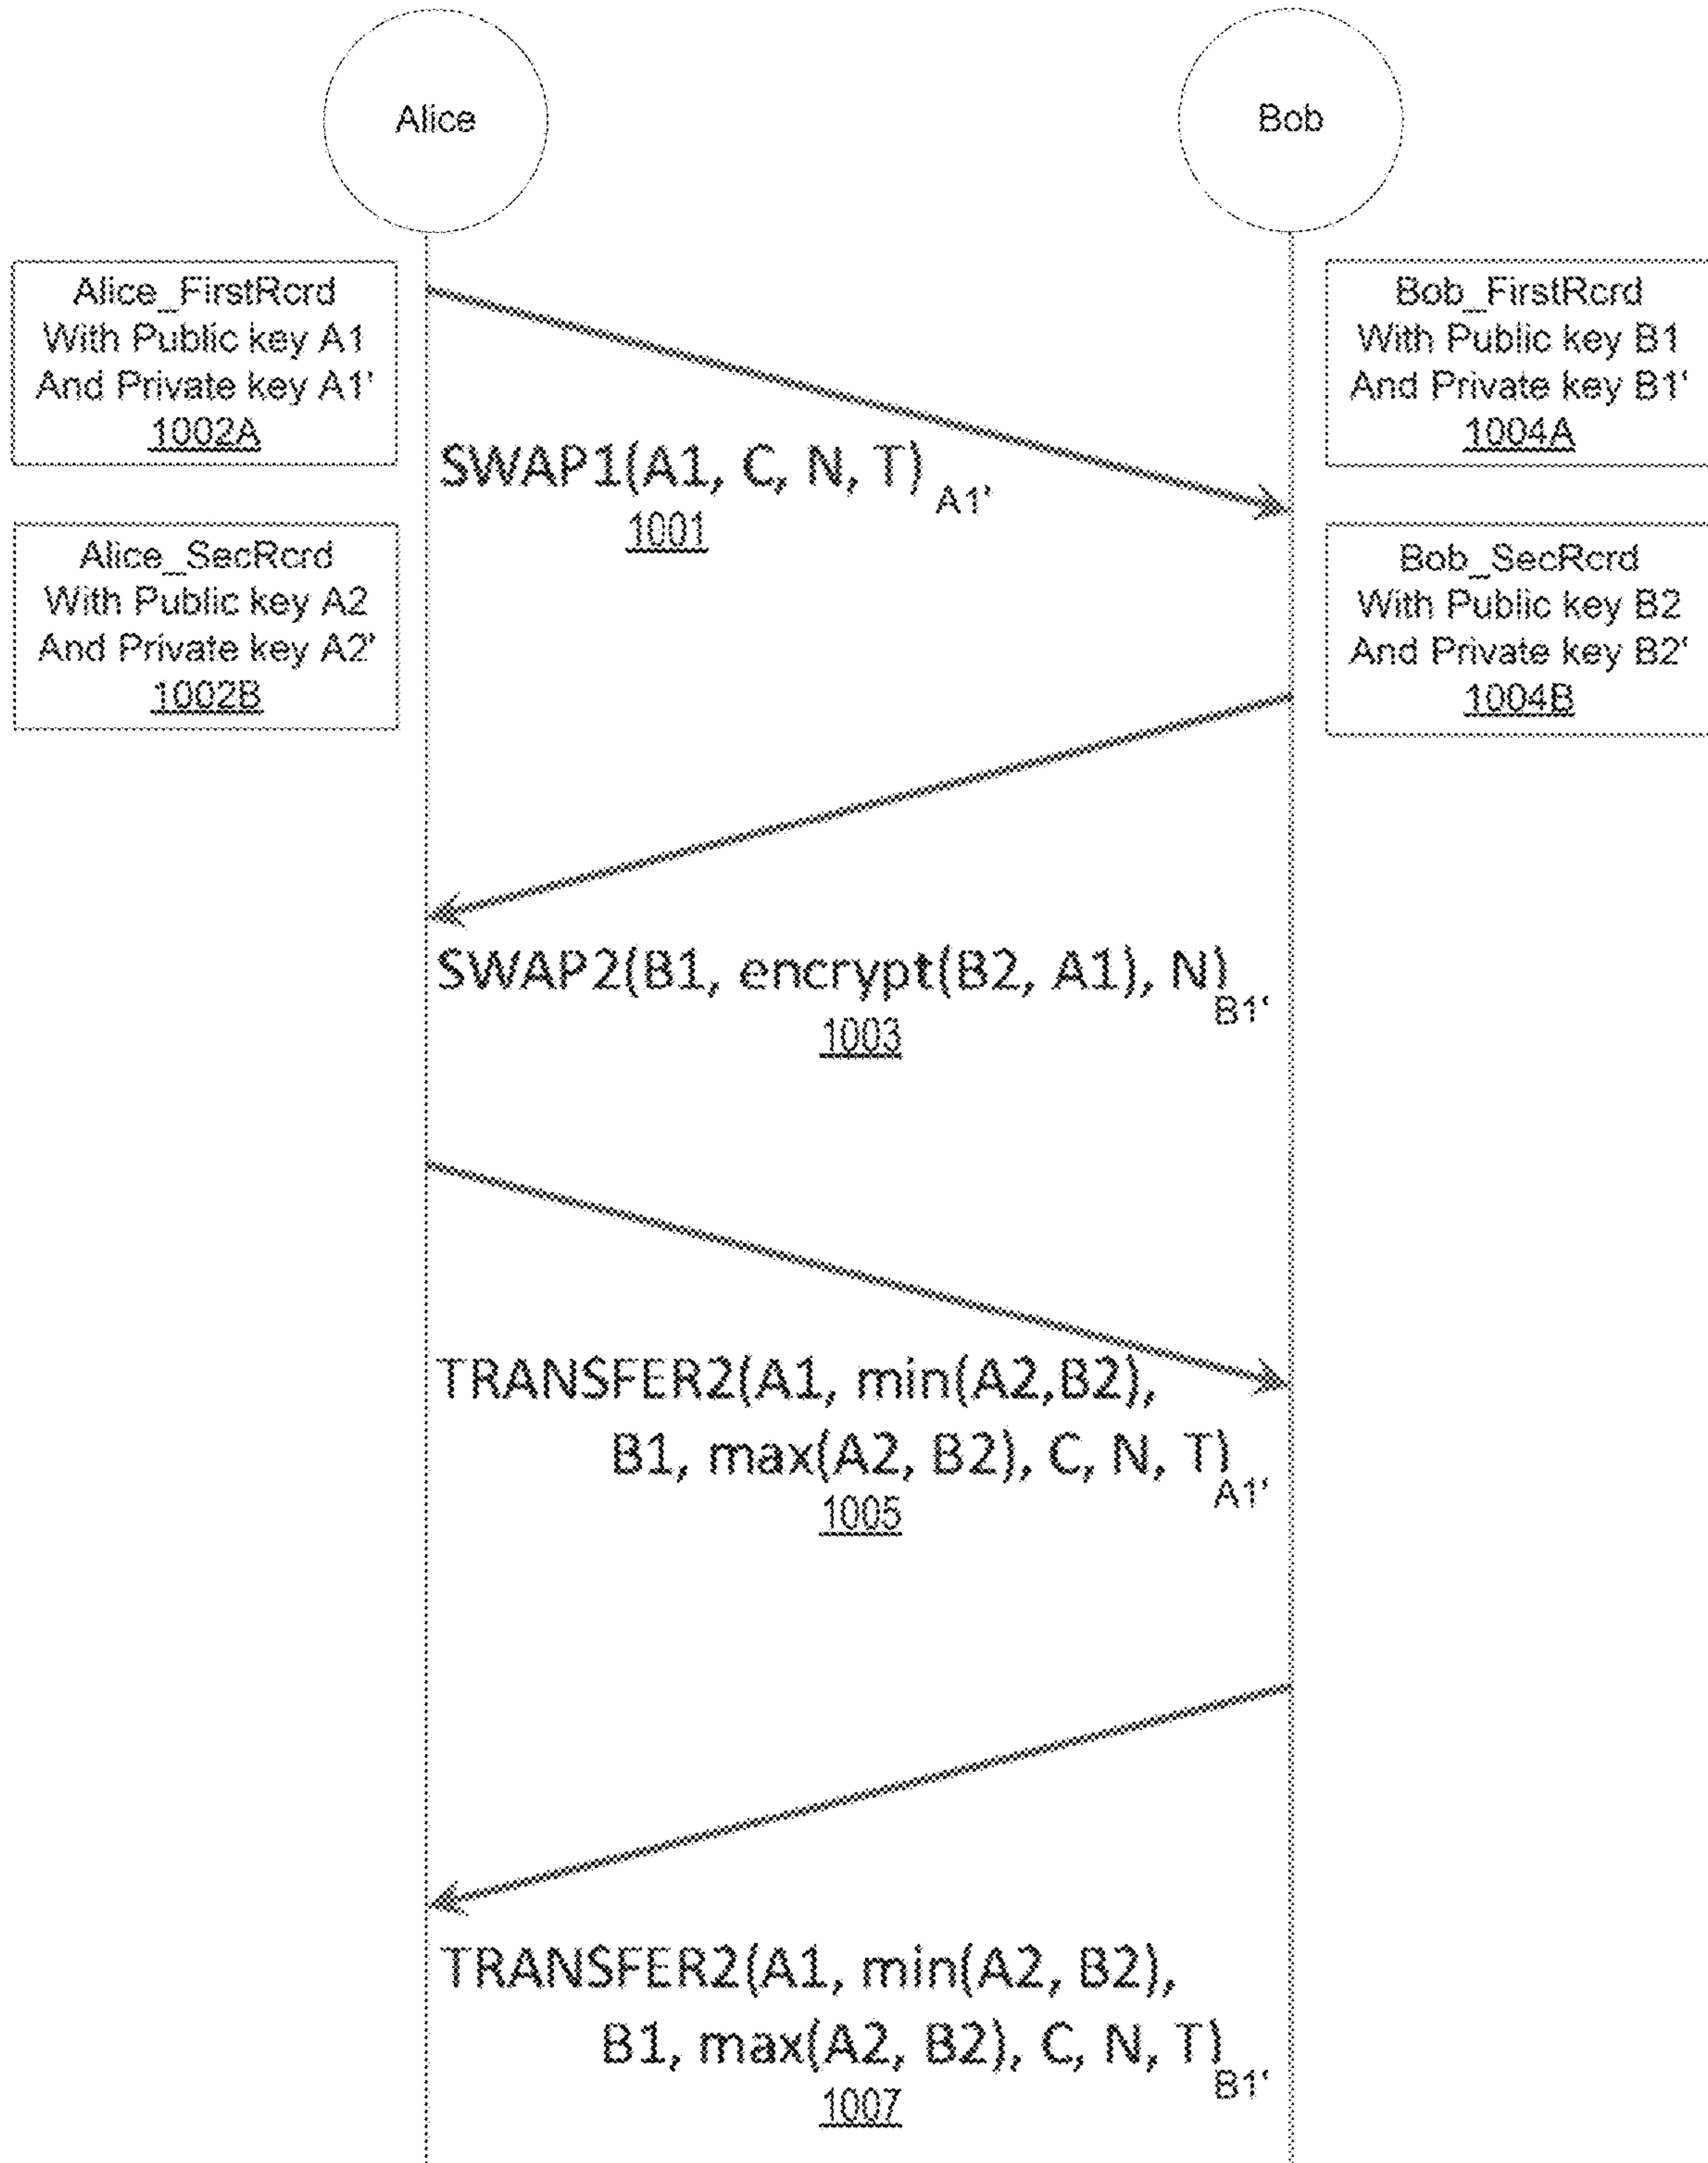 Alice
Bob
Alice_FirstRcrd
With Public key A1
And Private key A1'
1002A
Bob_FirstRcrd
With Public key B1
And Private key B1'
1004A
SWAP1(A1, C, N, T) A1'
1001
Alice_SecRcrd
With Public key A2
And Private key A2'
1002B
Bob_SecRcrd
With Public key B2
And Private key B2'
1004B
SWAP2(B1, encrypt(B2, A1), N) B1'
1003
TRANSFER2(A1, min(A2,B2),
B1, max(A2, B2), C, N, T) A1'
1005
TRANSFER2(A1, min(A2, B2),
B1, max(A2, B2), C, N, T) B1'
1007